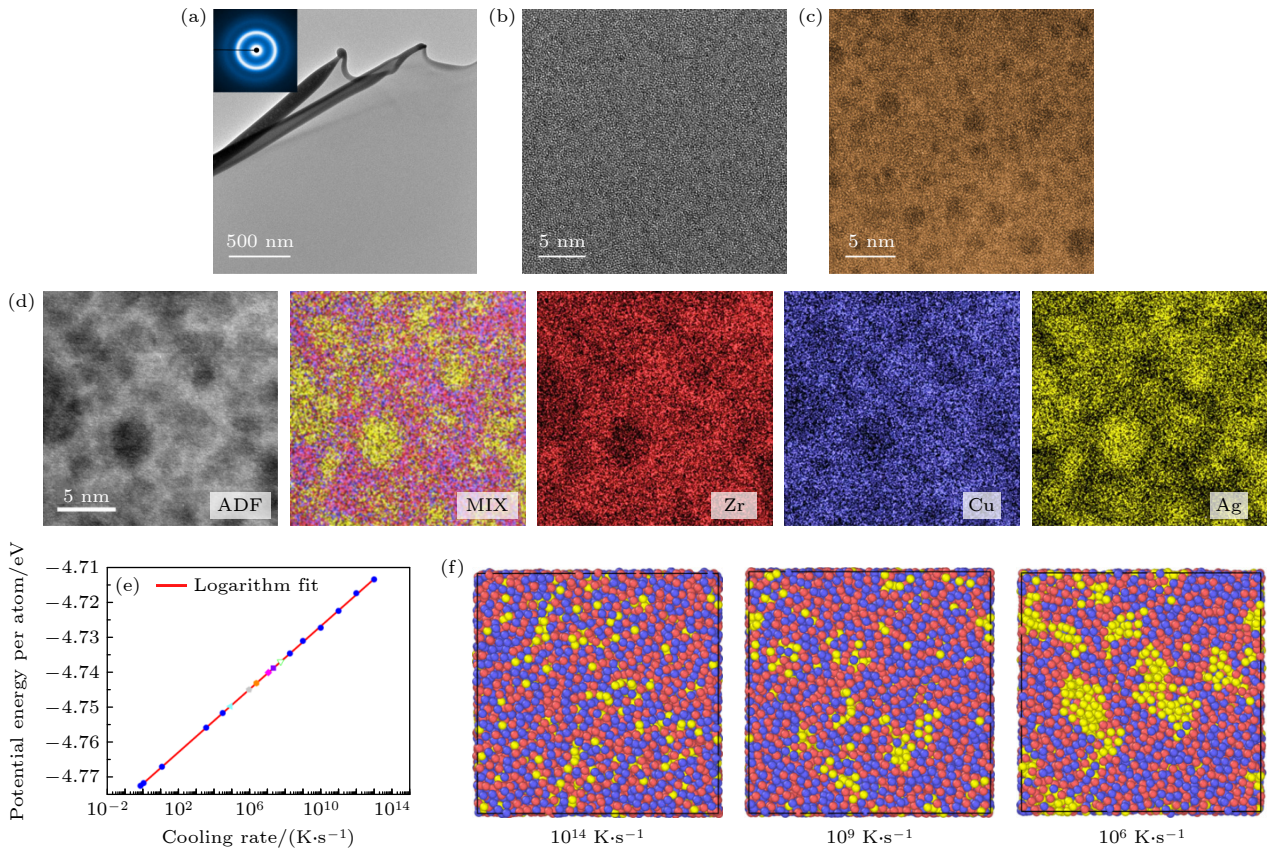 (a)
500 nm
(b)
5 nm
(c)
5 nm
(d)
5 nm
ADF
MIX
Zr
Cu
Ag
(e)
Logarithm fit
Potential energy per atom/eV
−4.71
−4.72
−4.73
−4.74
−4.75
−4.76
−4.77
10⁻² 10² 10⁶ 10¹⁰ 10¹⁴
Cooling rate/(K·s⁻¹)
(f)
10¹⁴ K·s⁻¹
10⁹ K·s⁻¹
10⁶ K·s⁻¹